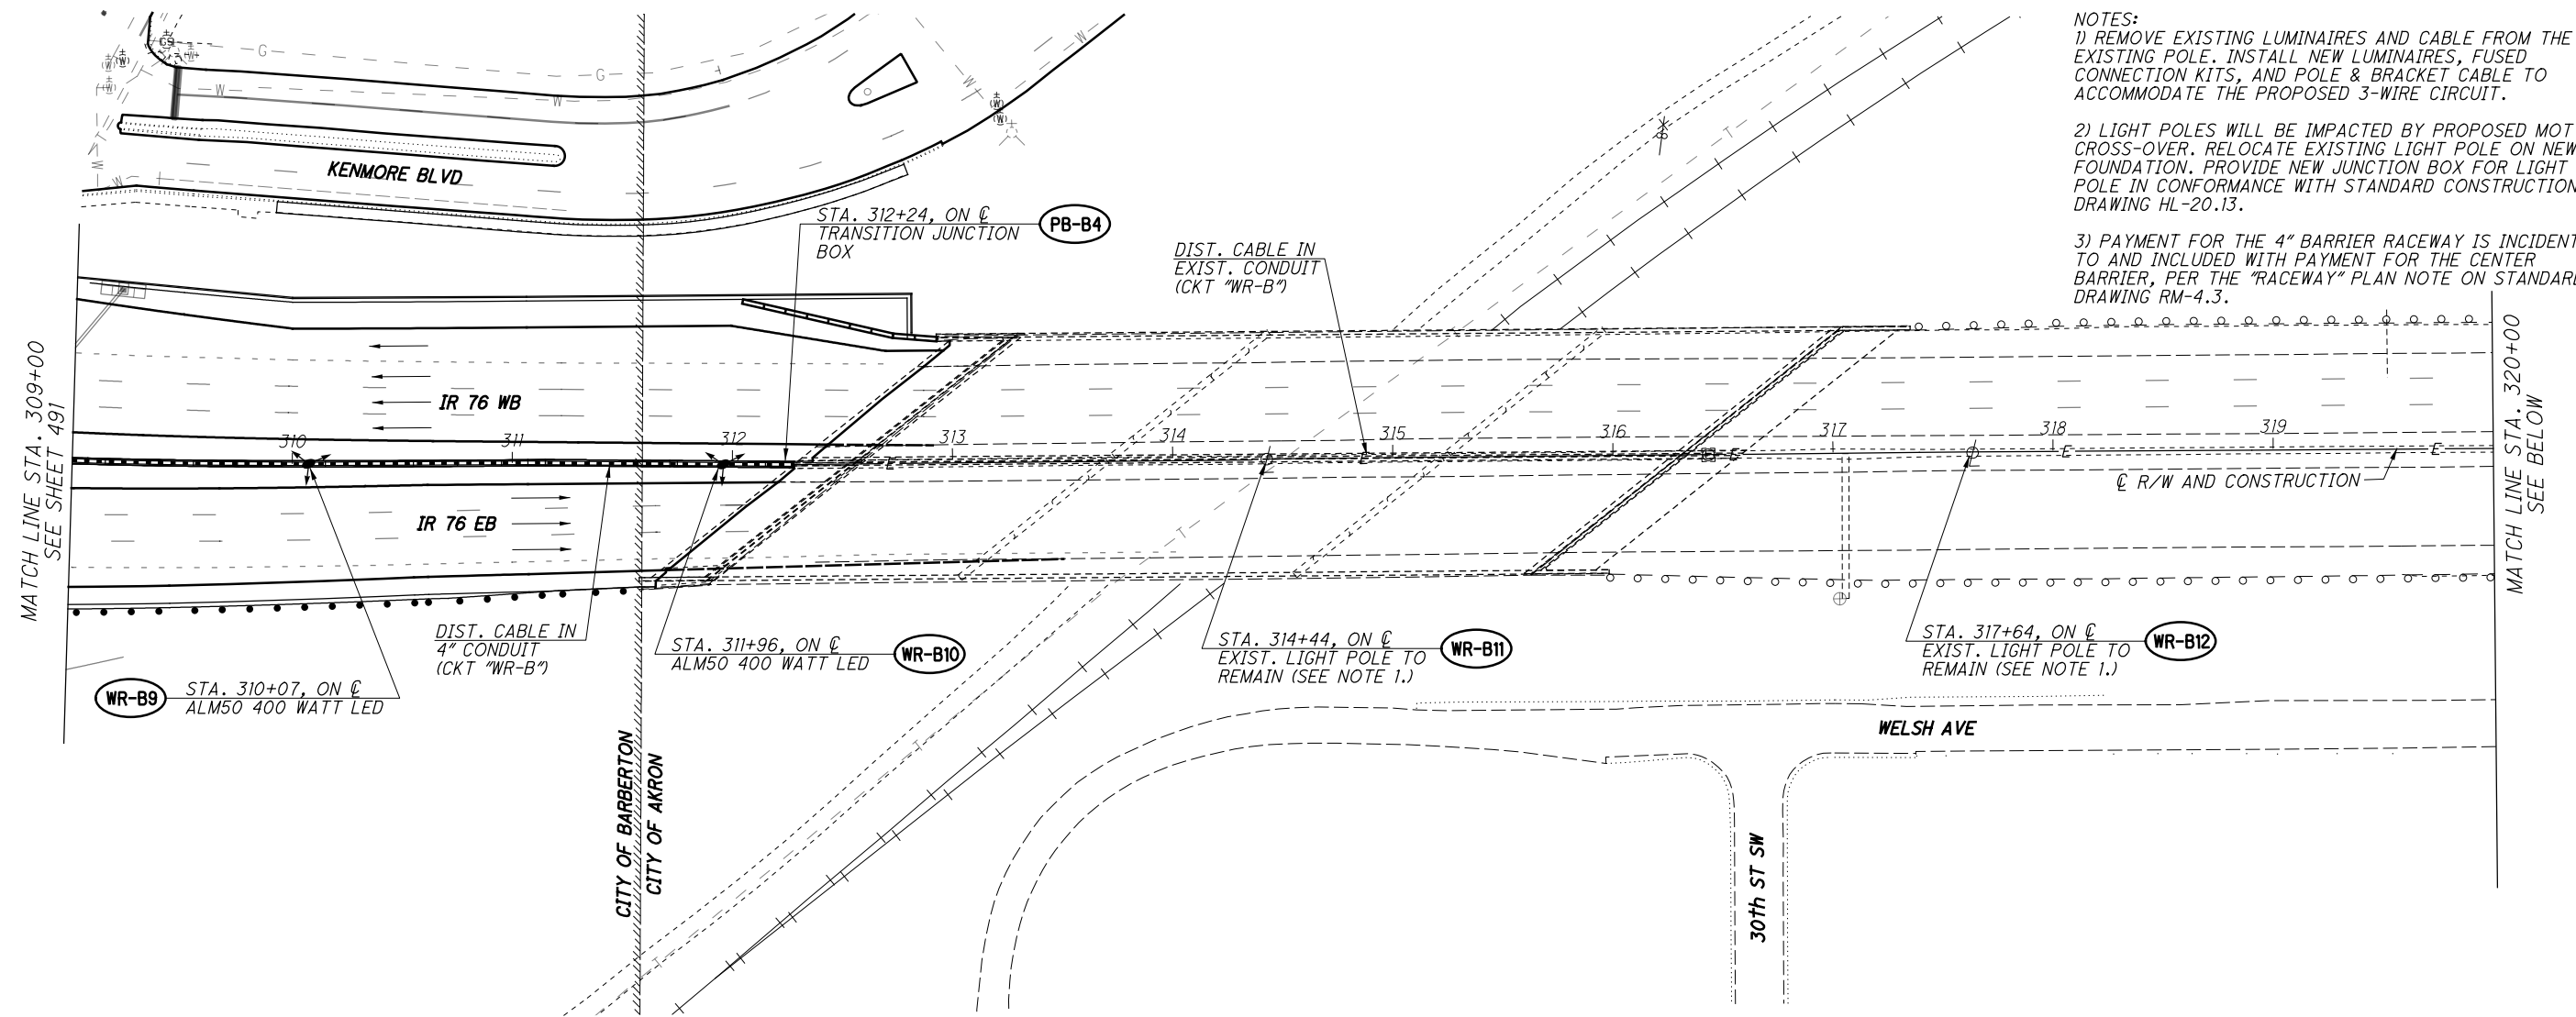 NOTES:
1) REMOVE EXISTING LUMINAIRES AND CABLE FROM THE
EXISTING POLE. INSTALL NEW LUMINAIRES, FUSED
CONNECTION KITS, AND POLE & BRACKET CABLE TO
ACCOMMODATE THE PROPOSED 3-WIRE CIRCUIT.
2) LIGHT POLES WILL BE IMPACTED BY PROPOSED MOT
CROSS-OVER. RELOCATE EXISTING LIGHT POLE ON NEW
FOUNDATION. PROVIDE NEW JUNCTION BOX FOR LIGHT
POLE IN CONFORMANCE WITH STANDARD CONSTRUCTION
DRAWING HL-20.13.
3) PAYMENT FOR THE 4" BARRIER RACEWAY IS INCIDENT
TO AND INCLUDED WITH PAYMENT FOR THE CENTER
BARRIER, PER THE "RACEWAY" PLAN NOTE ON STANDARD
DRAWING RM-4.3.
G
G
W
W
W
W
W
W
KENMORE BLVD
STA. 312+24, ON ℄
TRANSITION JUNCTION
BOX
PB-B4
DIST. CABLE IN
EXIST. CONDUIT
(CKT "WR-B")
T
MATCH LINE STA. 309+00
SEE SHEET 491
IR 76 WB
310
311
312
313
314
315
316
317
318
319
E
E
E
E
E
℄ R/W AND CONSTRUCTION
MATCH LINE STA. 320+00
SEE BELOW
IR 76 EB
T
DIST. CABLE IN
4" CONDUIT
(CKT "WR-B")
STA. 311+96, ON ℄
ALM50 400 WATT LED
WR-B10
STA. 314+44, ON ℄
EXIST. LIGHT POLE TO
REMAIN (SEE NOTE 1.)
WR-B11
STA. 317+64, ON ℄
EXIST. LIGHT POLE TO
REMAIN (SEE NOTE 1.)
WR-B12
WR-B9
STA. 310+07, ON ℄
ALM50 400 WATT LED
T
T
CITY OF BARBERTON
CITY OF AKRON
WELSH AVE
30th ST SW